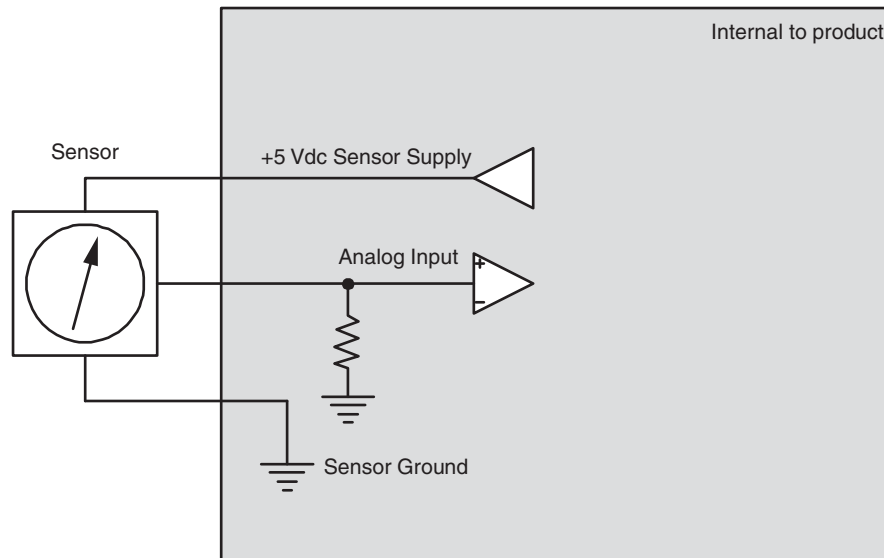 Internal to product
Sensor
+5 Vdc Sensor Supply
Analog Input
+
–
Sensor Ground